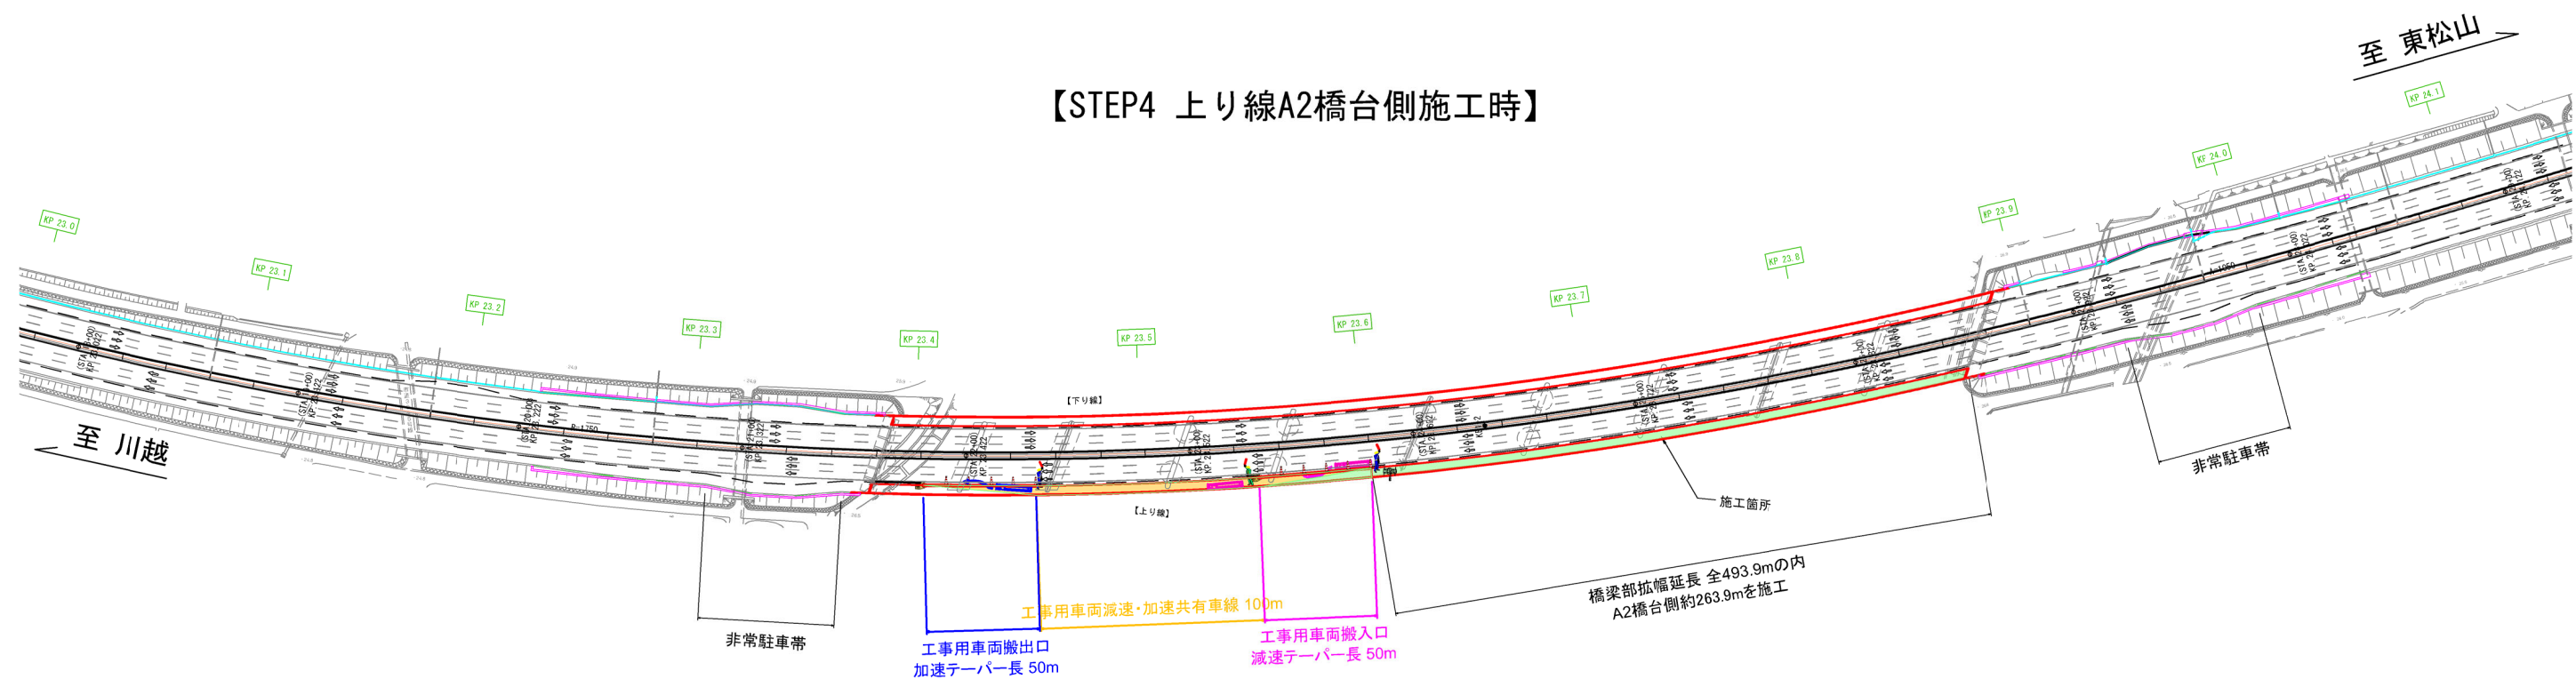 【STEP4 上り線A2橋台側施工時】
至 東松山
至 川越
KP 23.0
KP 23.1
KP 23.2
KP 23.3
KP 23.4
KP 23.5
KP 23.6
KP 23.7
KP 23.8
KP 23.9
KP 24.0
KP 24.1
【下り線】
【上り線】
施工箇所
非常駐車帯
橋梁部拡幅延長 全493.9mの内
A2橋台側約263.9mを施工
工事用車両減速・加速共有車線 100m
工事用車両搬出口
加速テーパー長 50m
工事用車両搬入口
減速テーパー長 50m
非常駐車帯